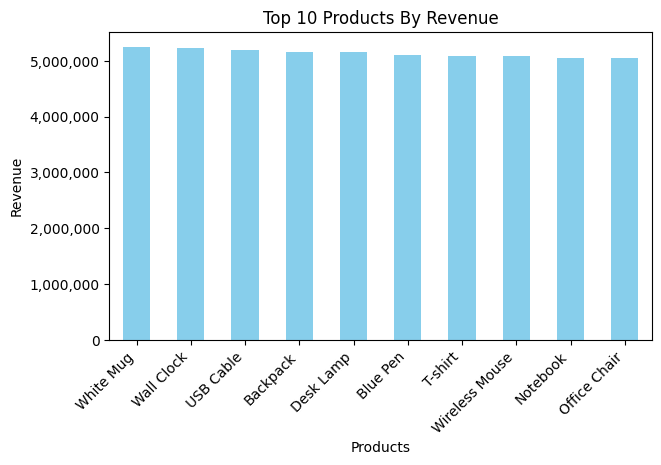 Top 10 Products By Revenue
Revenue
5,000,000
4,000,000
3,000,000
2,000,000
1,000,000
0
White Mug
Wall Clock
USB Cable
Backpack
Desk Lamp
Blue Pen
T-shirt
Wireless Mouse
Notebook
Office Chair
Products